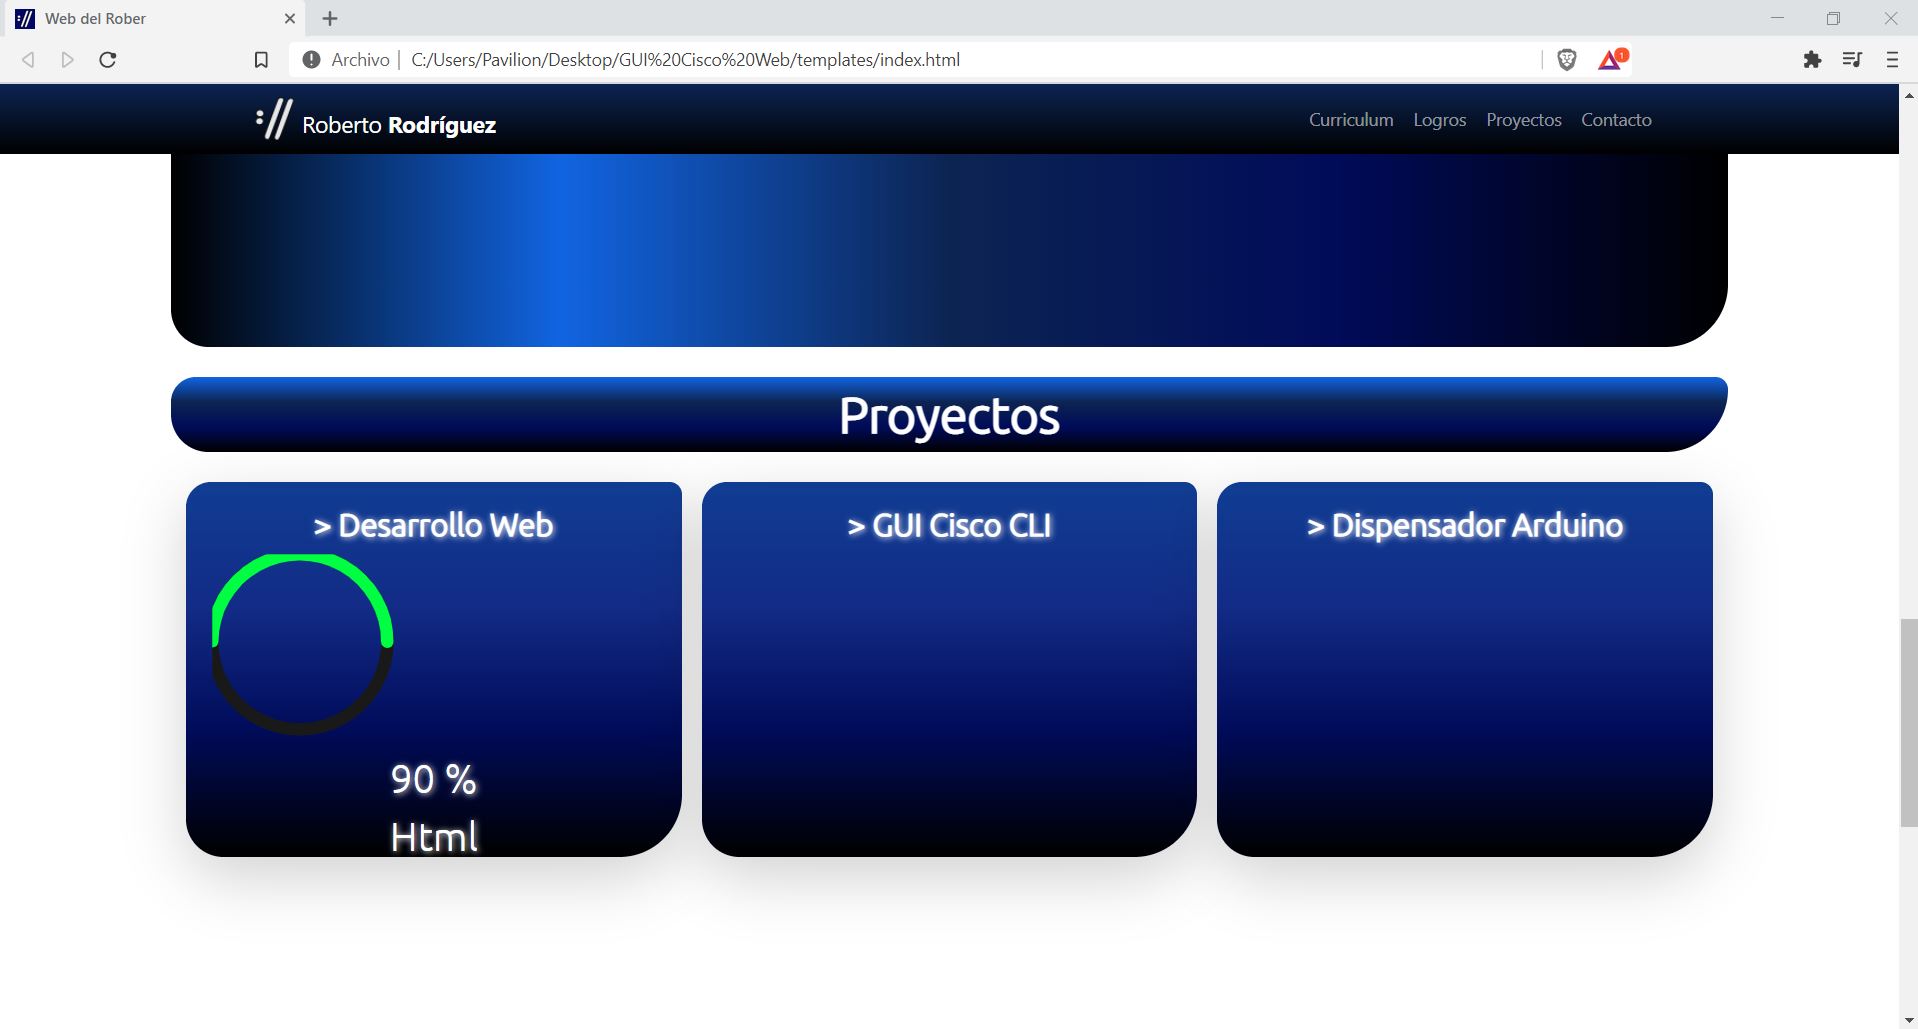 Web del Rober
Archivo | C:/Users/Pavilion/Desktop/GUI%20Cisco%20Web/templates/index.html
1
:// Roberto Rodríguez
Curriculum Logros Proyectos Contacto
Proyectos
> Desarrollo Web
> GUI Cisco CLI
> Dispensador Arduino
90 %
Html